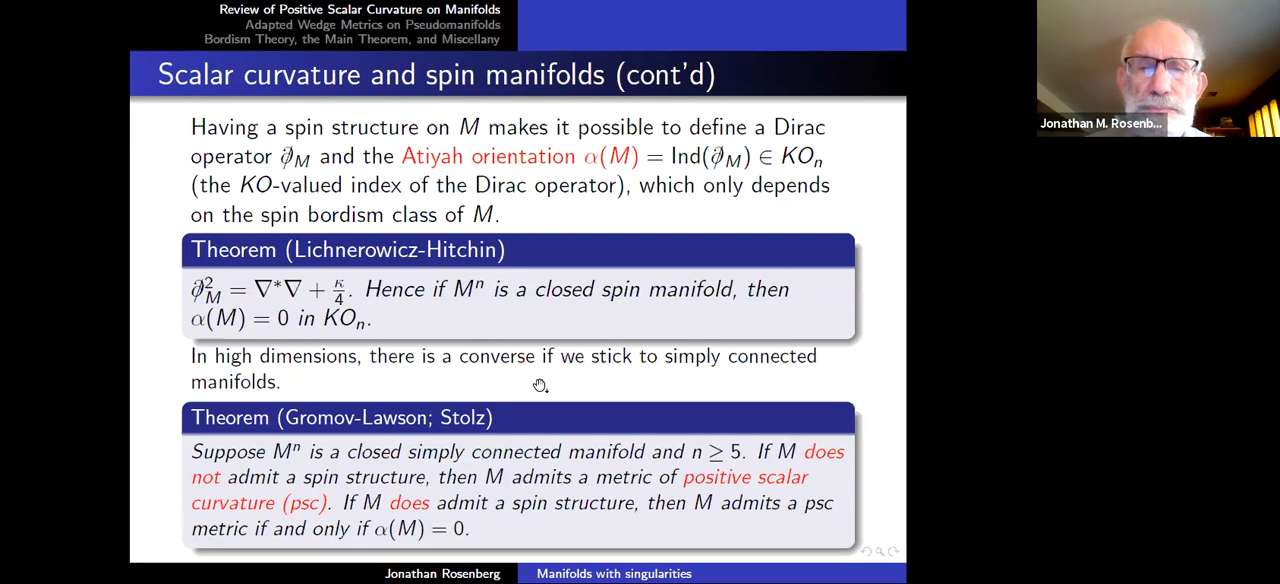 Review of Positive Scalar Curvature on Manifolds
Adapted Wedge Metrics on Pseudomanifolds
Bordism Theory, the Main Theorem, and Miscellany
Scalar curvature and spin manifolds (cont'd)
Having a spin structure on M makes it possible to define a Dirac
operator ∂̸_M and the Atiyah orientation α(M) = Ind(∂̸_M) ∈ KO_n
(the KO-valued index of the Dirac operator), which only depends
on the spin bordism class of M.
Theorem (Lichnerowicz-Hitchin)
∂̸²_M = ∇*∇ + κ/4. Hence if Mⁿ is a closed spin manifold, then
α(M) = 0 in KO_n.
In high dimensions, there is a converse if we stick to simply connected
manifolds.
Theorem (Gromov-Lawson; Stolz)
Suppose Mⁿ is a closed simply connected manifold and n ≥ 5. If M does
not admit a spin structure, then M admits a metric of positive scalar
curvature (psc). If M does admit a spin structure, then M admits a psc
metric if and only if α(M) = 0.
Jonathan Rosenberg
Manifolds with singularities
Jonathan M. Rosenb...